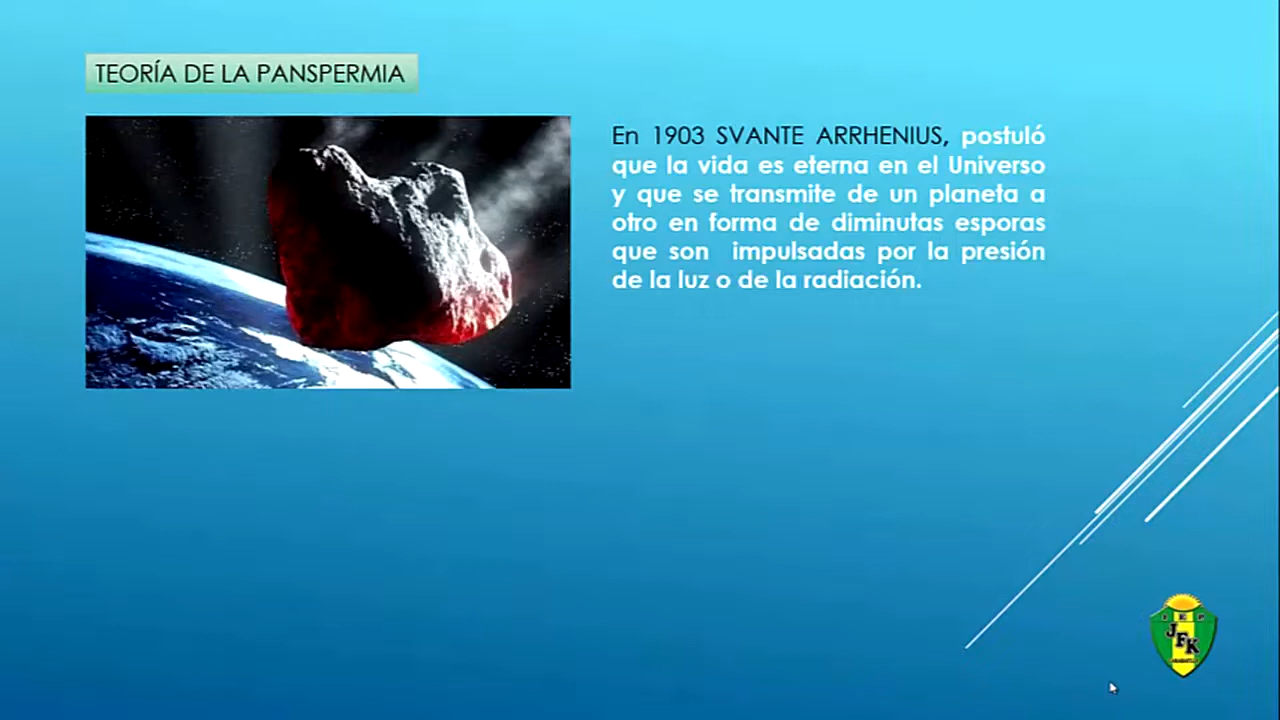 TEORÍA DE LA PANSPERMIA
En 1903 SVANTE ARRHENIUS, postuló
que la vida es eterna en el Universo
y que se transmite de un planeta a
otro en forma de diminutas esporas
que son impulsadas por la presión
de la luz o de la radiación.
I E P
JFK